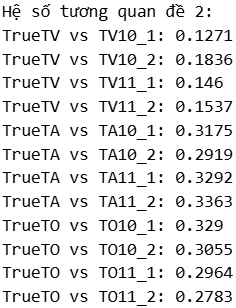 Hệ số tương quan đề 2:
TrueTV vs TV10_1: 0.1271
TrueTV vs TV10_2: 0.1836
TrueTV vs TV11_1: 0.146
TrueTV vs TV11_2: 0.1537
TrueTA vs TA10_1: 0.3175
TrueTA vs TA10_2: 0.2919
TrueTA vs TA11_1: 0.3292
TrueTA vs TA11_2: 0.3363
TrueTO vs TO10_1: 0.329
TrueTO vs TO10_2: 0.3055
TrueTO vs TO11_1: 0.2964
TrueTO vs TO11_2: 0.2783